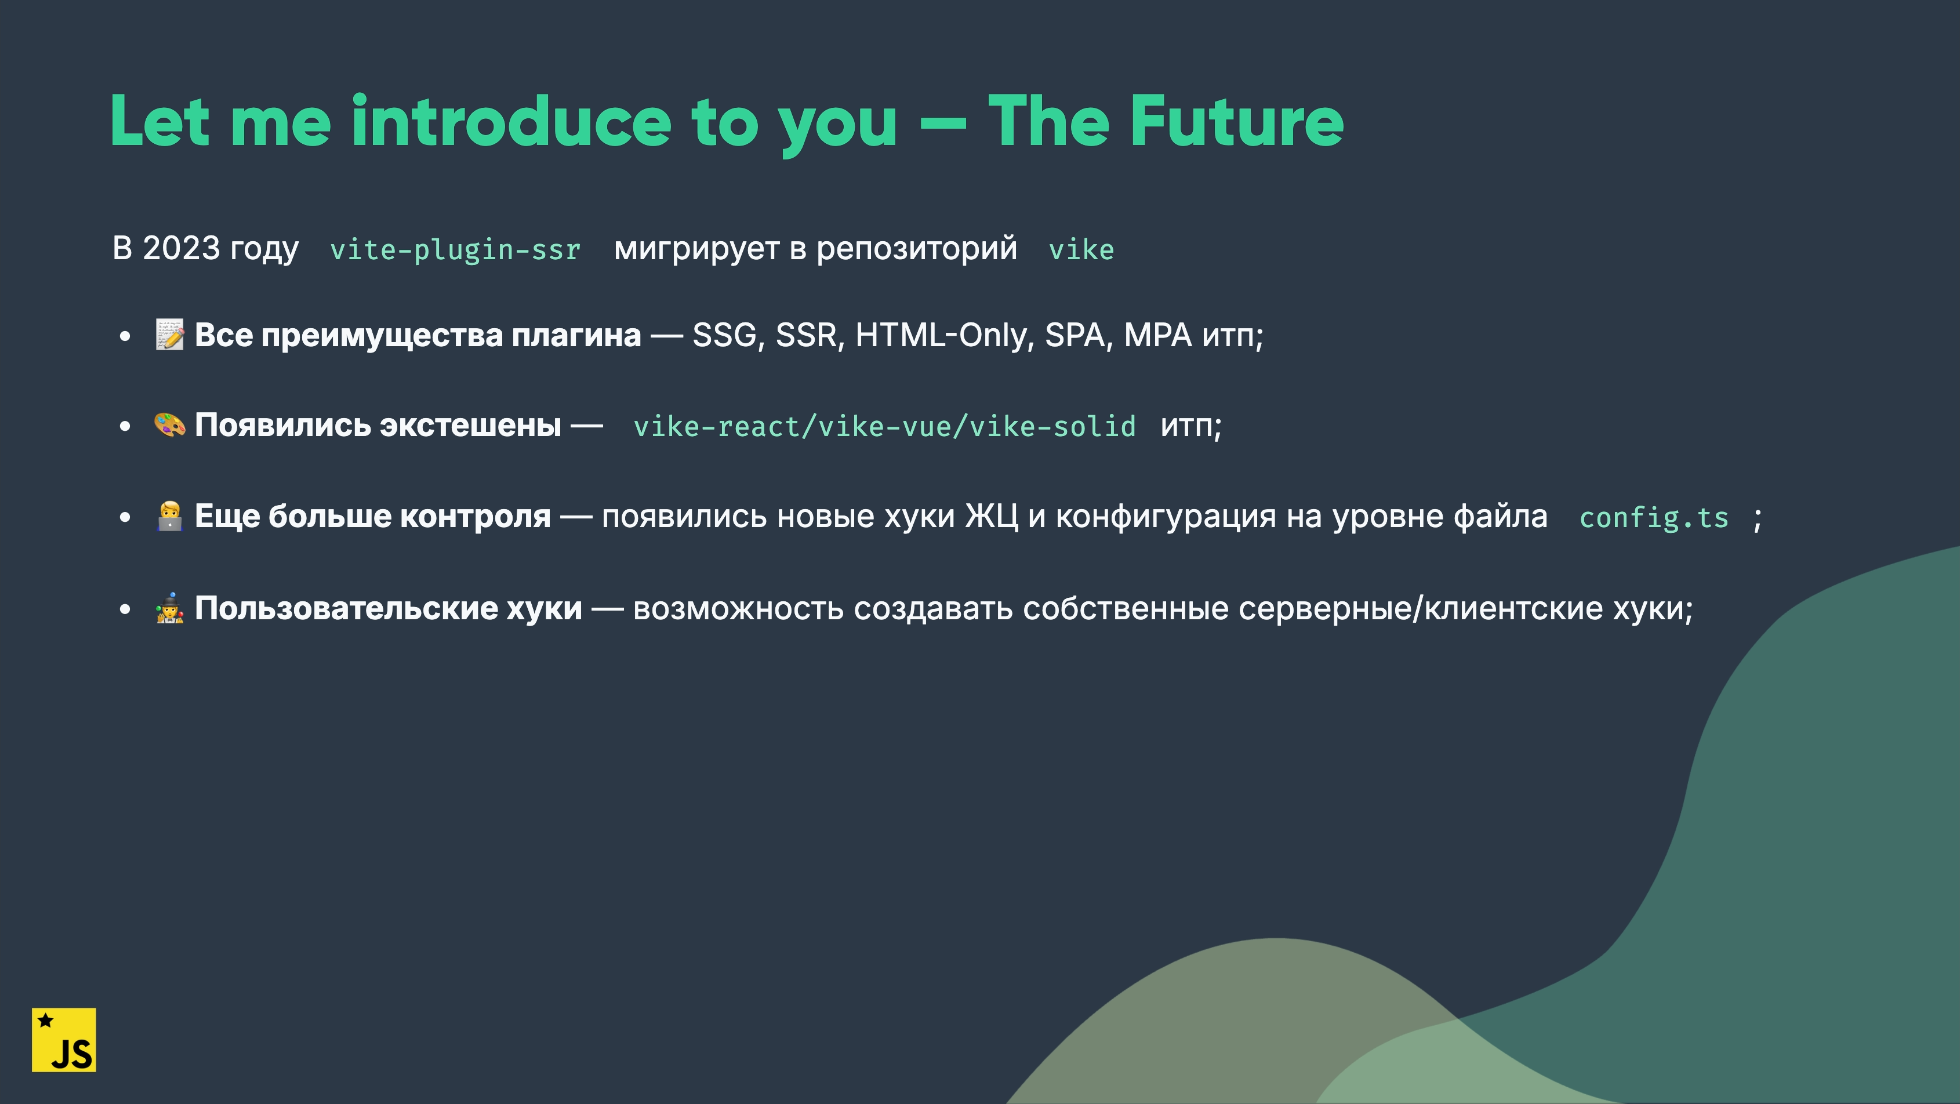 Let me introduce to you — The Future
В 2023 году vite-plugin-ssr мигрирует в репозиторий vike
• 📝 Все преимущества плагина — SSG, SSR, HTML-Only, SPA, MPA итп;
• 🎨 Появились экстешены — vike-react/vike-vue/vike-solid итп;
• 🧑‍💻 Еще больше контроля — появились новые хуки ЖЦ и конфигурация на уровне файла config.ts ;
• 🤹 Пользовательские хуки — возможность создавать собственные серверные/клиентские хуки;
JS